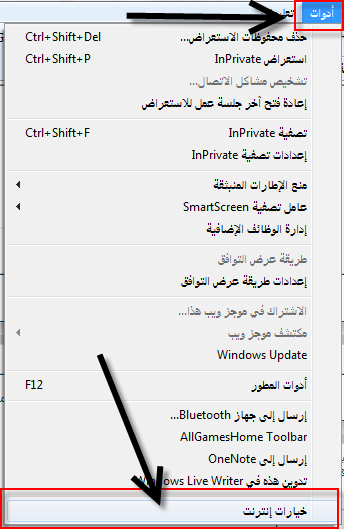 أدوات
حذف محفوظات الاستعراض... Ctrl+Shift+Del
استعراض InPrivate Ctrl+Shift+P
تشخيص مشاكل الاتصال...
إعادة فتح آخر جلسة عمل للاستعراض
تصفية InPrivate Ctrl+Shift+F
إعدادات تصفية InPrivate
منع الإطارات المنبثقة
عامل تصفية SmartScreen
إدارة الوظائف الإضافية
طريقة عرض التوافق
إعدادات طريقة عرض التوافق
الاشتراك في موجز ويب هذا...
مكتشف موجز ويب
Windows Update
أدوات المطور F12
إرسال إلى جهاز Bluetooth...
AllGamesHome Toolbar
إرسال إلى OneNote
تدوين هذه في Windows Live Writer
خيارات إنترنت